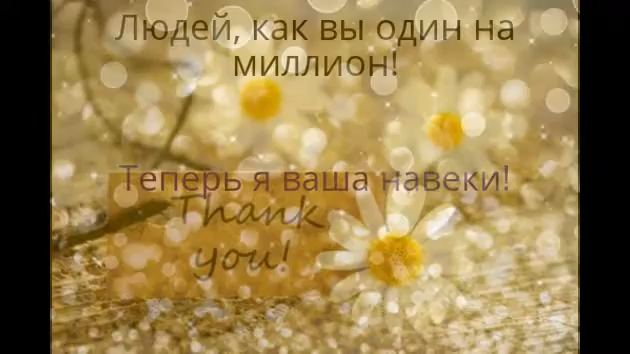 Людей, как вы один на
миллион!
Теперь я ваша навеки!
Thank
you!